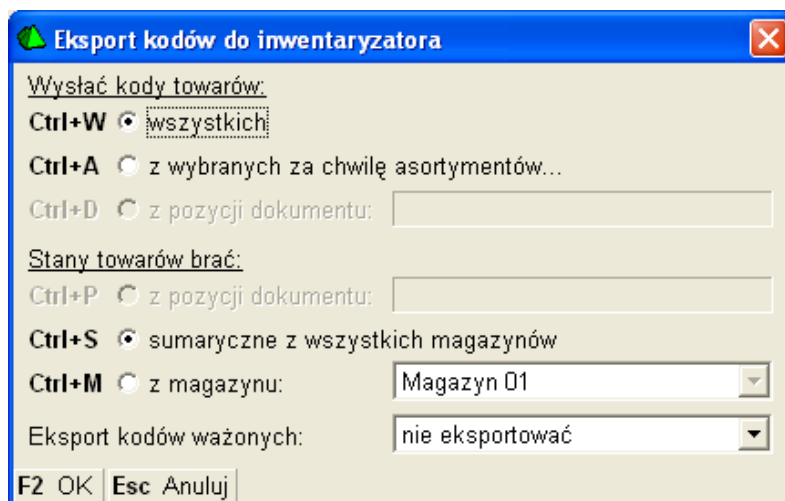 Eksport kodów do inwentaryzatora
Wysłać kody towarów:
Ctrl+W wszystkich
Ctrl+A z wybranych za chwilę asortymentów...
Ctrl+D z pozycji dokumentu:
Stany towarów brać:
Ctrl+P z pozycji dokumentu:
Ctrl+S sumaryczne z wszystkich magazynów
Ctrl+M z magazynu: Magazyn 01
Eksport kodów ważonych: nie eksportować
F2 OK Esc Anuluj